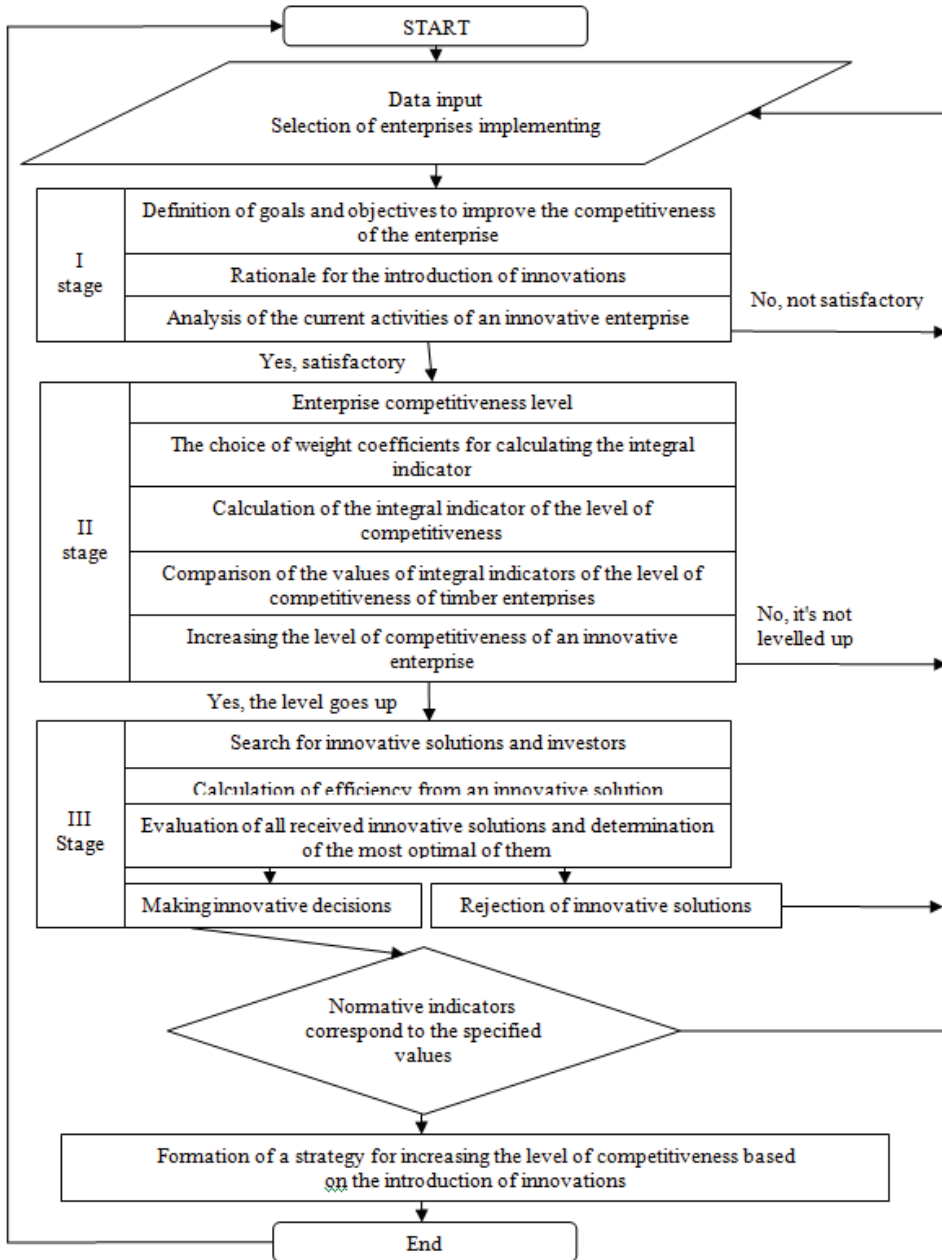 START
Data input
Selection of enterprises implementing
I
stage
Definition of goals and objectives to improve the competitiveness
of the enterprise
Rationale for the introduction of innovations
Analysis of the current activities of an innovative enterprise
No, not satisfactory
Yes, satisfactory
II
stage
Enterprise competitiveness level
The choice of weight coefficients for calculating the integral
indicator
Calculation of the integral indicator of the level of
competitiveness
Comparison of the values of integral indicators of the level of
competitiveness of timber enterprises
Increasing the level of competitiveness of an innovative
enterprise
No, it's not
levelled up
Yes, the level goes up
III
Stage
Search for innovative solutions and investors
Calculation of efficiency from an innovative solution
Evaluation of all received innovative solutions and determination
of the most optimal of them
Making innovative decisions
Rejection of innovative solutions
Normative indicators
correspond to the specified
values
Formation of a strategy for increasing the level of competitiveness based
on the introduction of innovations
End